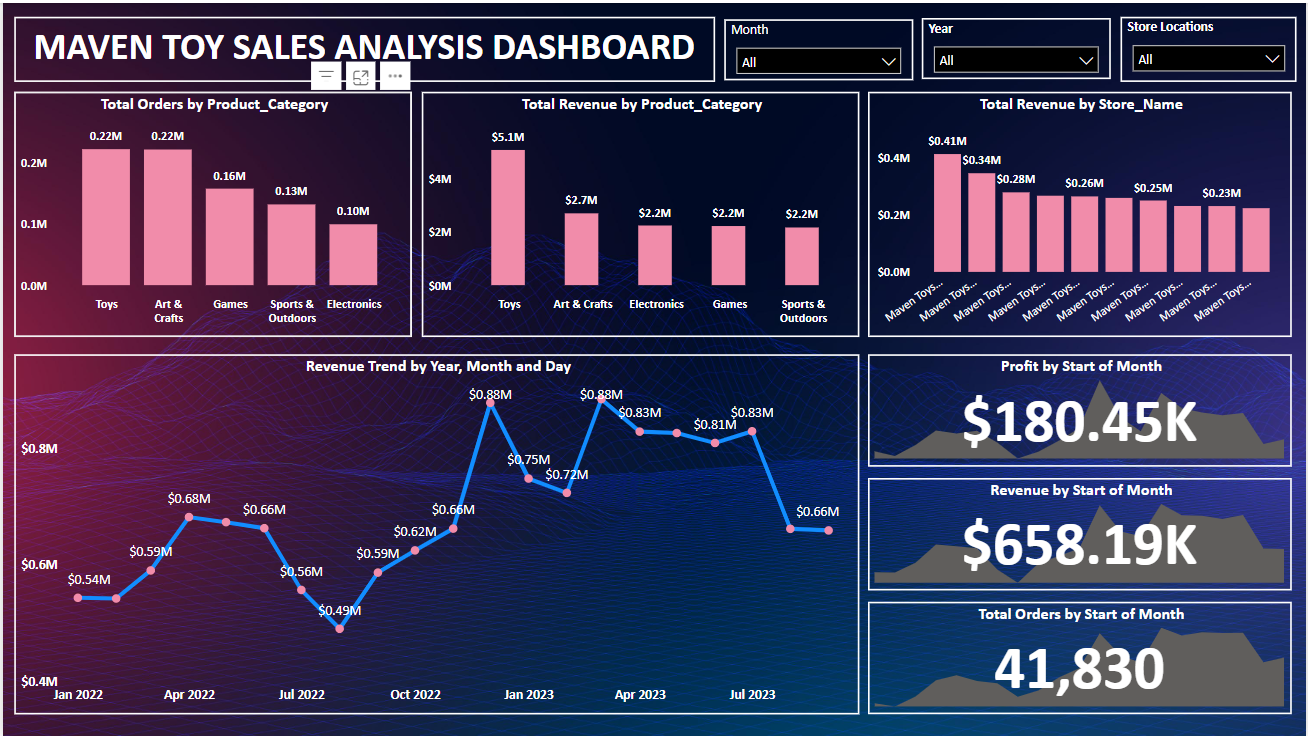 MAVEN TOY SALES ANALYSIS DASHBOARD
Month
All
Year
All
Store Locations
All
Total Orders by Product_Category
0.2M
0.1M
0.0M
0.22M
0.22M
0.16M
0.13M
0.10M
Toys
Art &
Crafts
Games
Sports &
Outdoors
Electronics
Total Revenue by Product_Category
$4M
$2M
$0M
$5.1M
$2.7M
$2.2M
$2.2M
$2.2M
Toys
Art & Crafts
Electronics
Games
Sports &
Outdoors
Total Revenue by Store_Name
$0.4M
$0.2M
$0.0M
$0.41M
$0.34M
$0.28M
$0.26M
$0.25M
$0.23M
Maven Toys...
Maven Toys...
Maven Toys...
Maven Toys...
Maven Toys...
Maven Toys...
Maven Toys...
Maven Toys...
Maven Toys...
Maven Toys...
Revenue Trend by Year, Month and Day
$0.8M
$0.6M
$0.4M
$0.54M
$0.59M
$0.68M
$0.66M
$0.56M
$0.49M
$0.59M
$0.62M
$0.66M
$0.88M
$0.75M
$0.72M
$0.88M
$0.83M
$0.81M
$0.83M
$0.66M
Jan 2022
Apr 2022
Jul 2022
Oct 2022
Jan 2023
Apr 2023
Jul 2023
Profit by Start of Month
$180.45K
Revenue by Start of Month
$658.19K
Total Orders by Start of Month
41,830